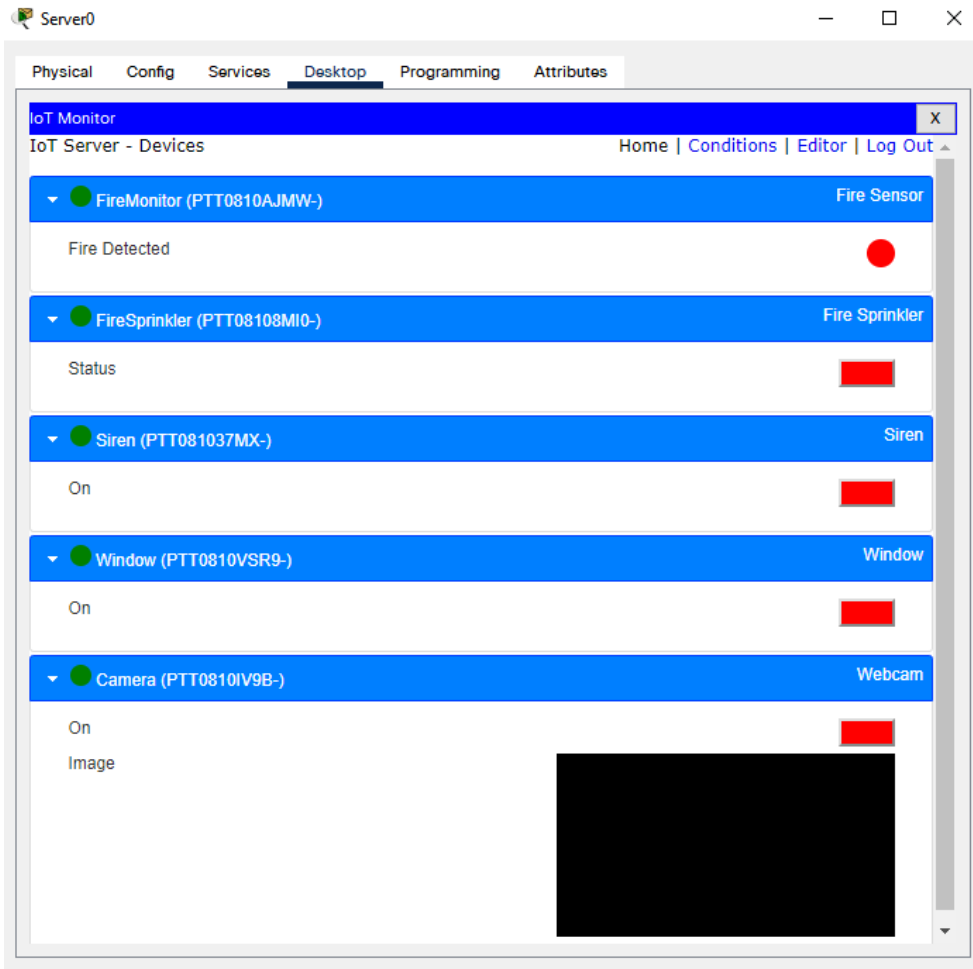 Server0
Physical Config Services Desktop Programming Attributes
IoT Monitor X
IoT Server - Devices Home | Conditions | Editor | Log Out
FireMonitor (PTT0810AJMW-) Fire Sensor
Fire Detected
FireSprinkler (PTT08108MI0-) Fire Sprinkler
Status
Siren (PTT081037MX-) Siren
On
Window (PTT0810VSR9-) Window
On
Camera (PTT0810IV9B-) Webcam
On
Image